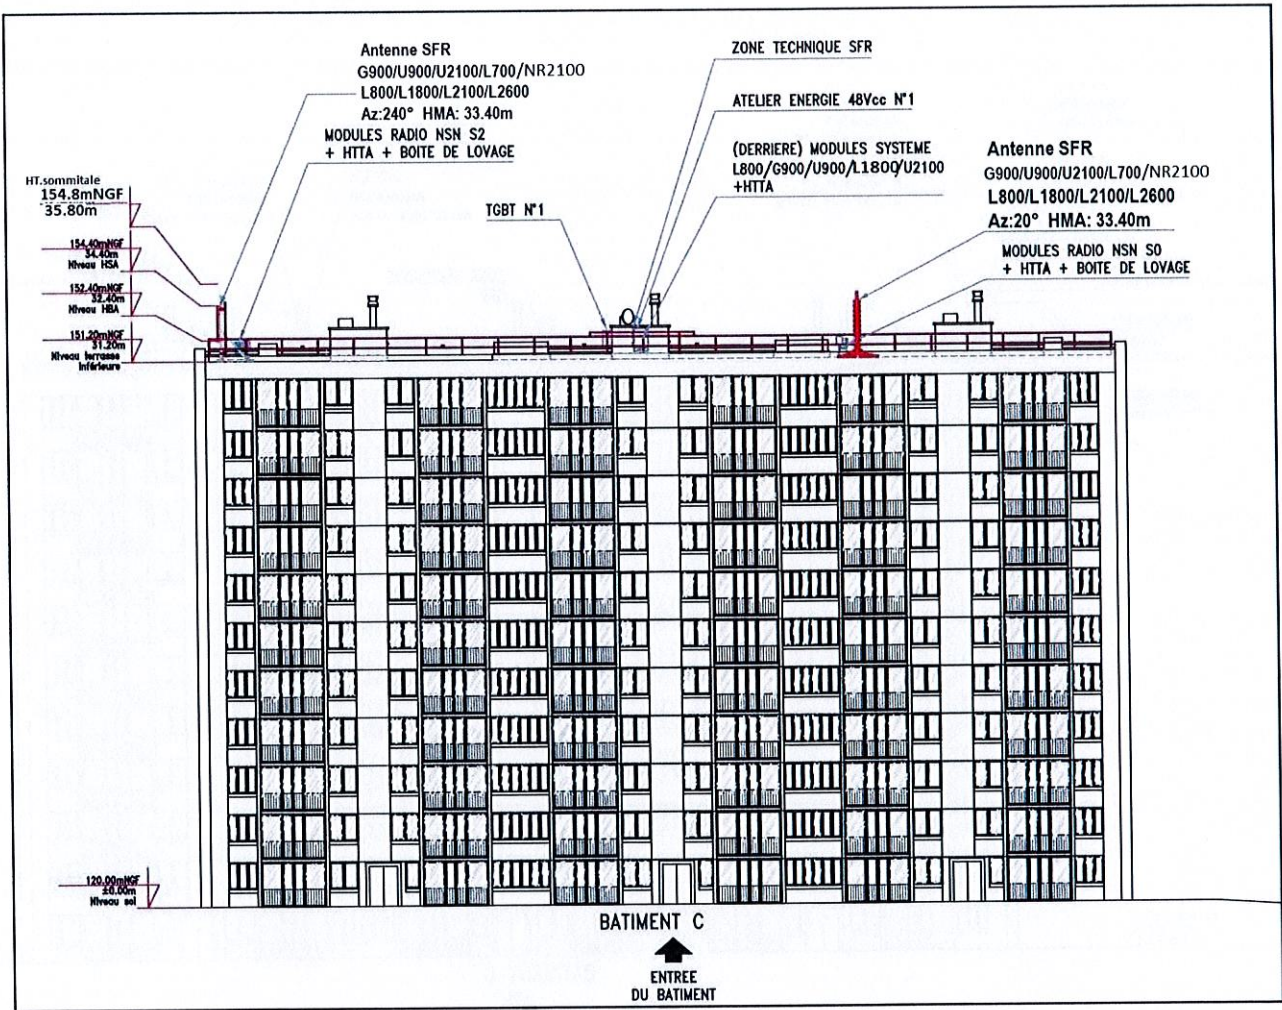 Antenne SFR
G900/U900/U2100/L700/NR2100
L800/L1800/L2100/L2600
Az:240° HMA: 33.40m
MODULES RADIO NSN S2
+ HTTA + BOITE DE LOVAGE
ZONE TECHNIQUE SFR
ATELIER ENERGIE 48Vcc N°1
(DERRIERE) MODULES SYSTEME
L800/G900/U900/L1800/U2100
+HTTA
Antenne SFR
G900/U900/U2100/L700/NR2100
L800/L1800/L2100/L2600
Az:20° HMA: 33.40m
MODULES RADIO NSN S0
+ HTTA + BOITE DE LOVAGE
TGBT N°1
HT.sommitale
154.8mNGF
35.80m
154.40mNGF
34.40m
Niveau HSA
152.40mNGF
32.40m
Niveau HBA
151.20mNGF
31.20m
Niveau terrasse
inférieure
120.00mNGF
±0.00m
Niveau sol
BATIMENT C
ENTREE
DU BATIMENT